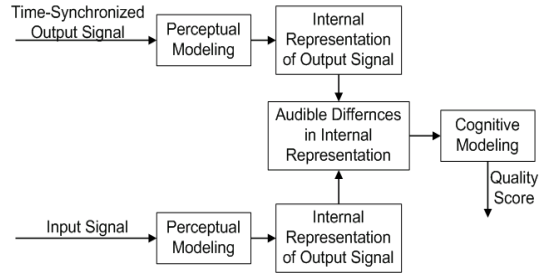 Time-Synchronized
Output Signal
Perceptual
Modeling
Internal
Representation
of Output Signal
Audible Differnces
in Internal
Representation
Cognitive
Modeling
Quality
Score
Input Signal
Perceptual
Modeling
Internal
Representation
of Output Signal